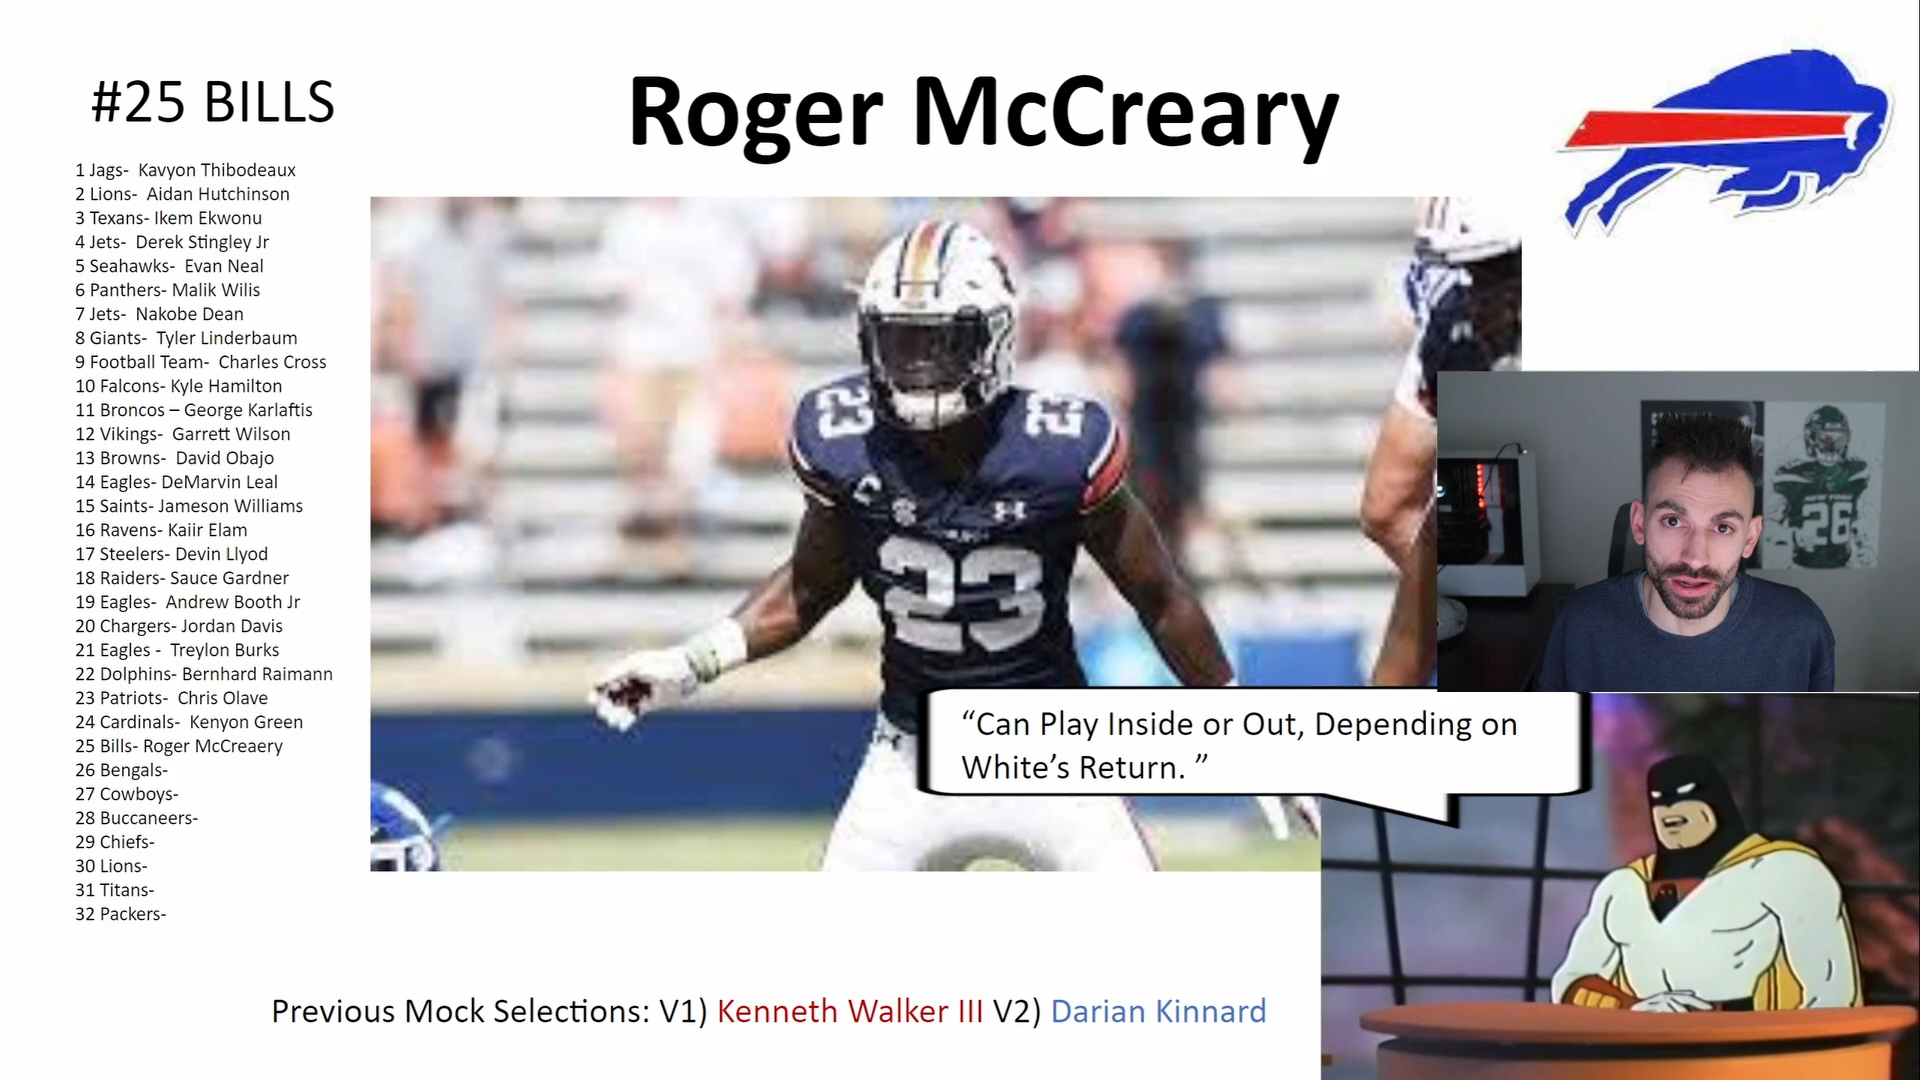 #25 BILLS
Roger McCreary
1 Jags- Kavyon Thibodeaux
2 Lions- Aidan Hutchinson
3 Texans- Ikem Ekwonu
4 Jets- Derek Stingley Jr
5 Seahawks- Evan Neal
6 Panthers- Malik Wilis
7 Jets- Nakobe Dean
8 Giants- Tyler Linderbaum
9 Football Team- Charles Cross
10 Falcons- Kyle Hamilton
11 Broncos – George Karlaftis
12 Vikings- Garrett Wilson
13 Browns- David Obajo
14 Eagles- DeMarvin Leal
15 Saints- Jameson Williams
16 Ravens- Kaiir Elam
17 Steelers- Devin Llyod
18 Raiders- Sauce Gardner
19 Eagles- Andrew Booth Jr
20 Chargers- Jordan Davis
21 Eagles - Treylon Burks
22 Dolphins- Bernhard Raimann
23 Patriots- Chris Olave
24 Cardinals- Kenyon Green
25 Bills- Roger McCreaery
26 Bengals-
27 Cowboys-
28 Buccaneers-
29 Chiefs-
30 Lions-
31 Titans-
32 Packers-
23 23
C
23
NEW YORK
26
“Can Play Inside or Out, Depending on
White’s Return. ”
Previous Mock Selections: V1) Kenneth Walker III V2) Darian Kinnard